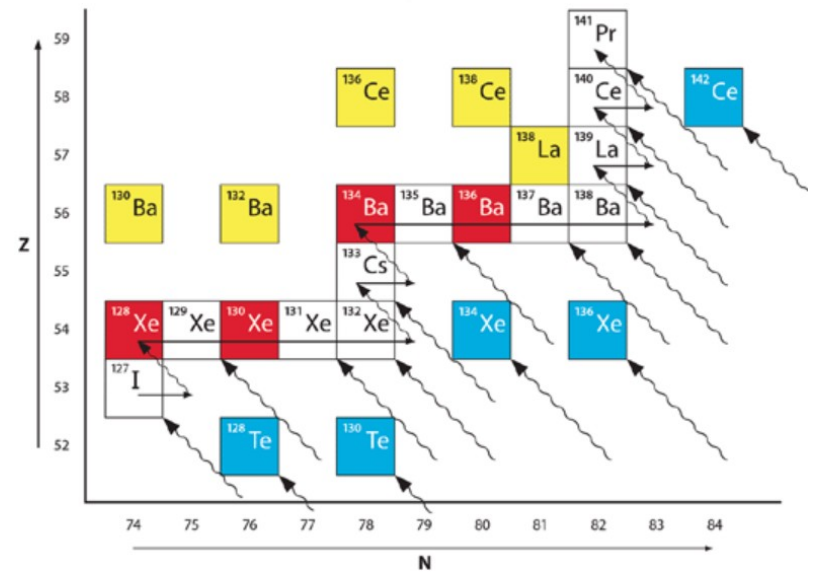 59
141Pr
58
136Ce
138Ce
140Ce
142Ce
57
138La
139La
56
130Ba
132Ba
134Ba
135Ba
136Ba
137Ba
138Ba
Z
55
133Cs
54
128Xe
129Xe
130Xe
131Xe
132Xe
134Xe
136Xe
53
127I
52
128Te
130Te
74 75 76 77 78 79 80 81 82 83 84
N